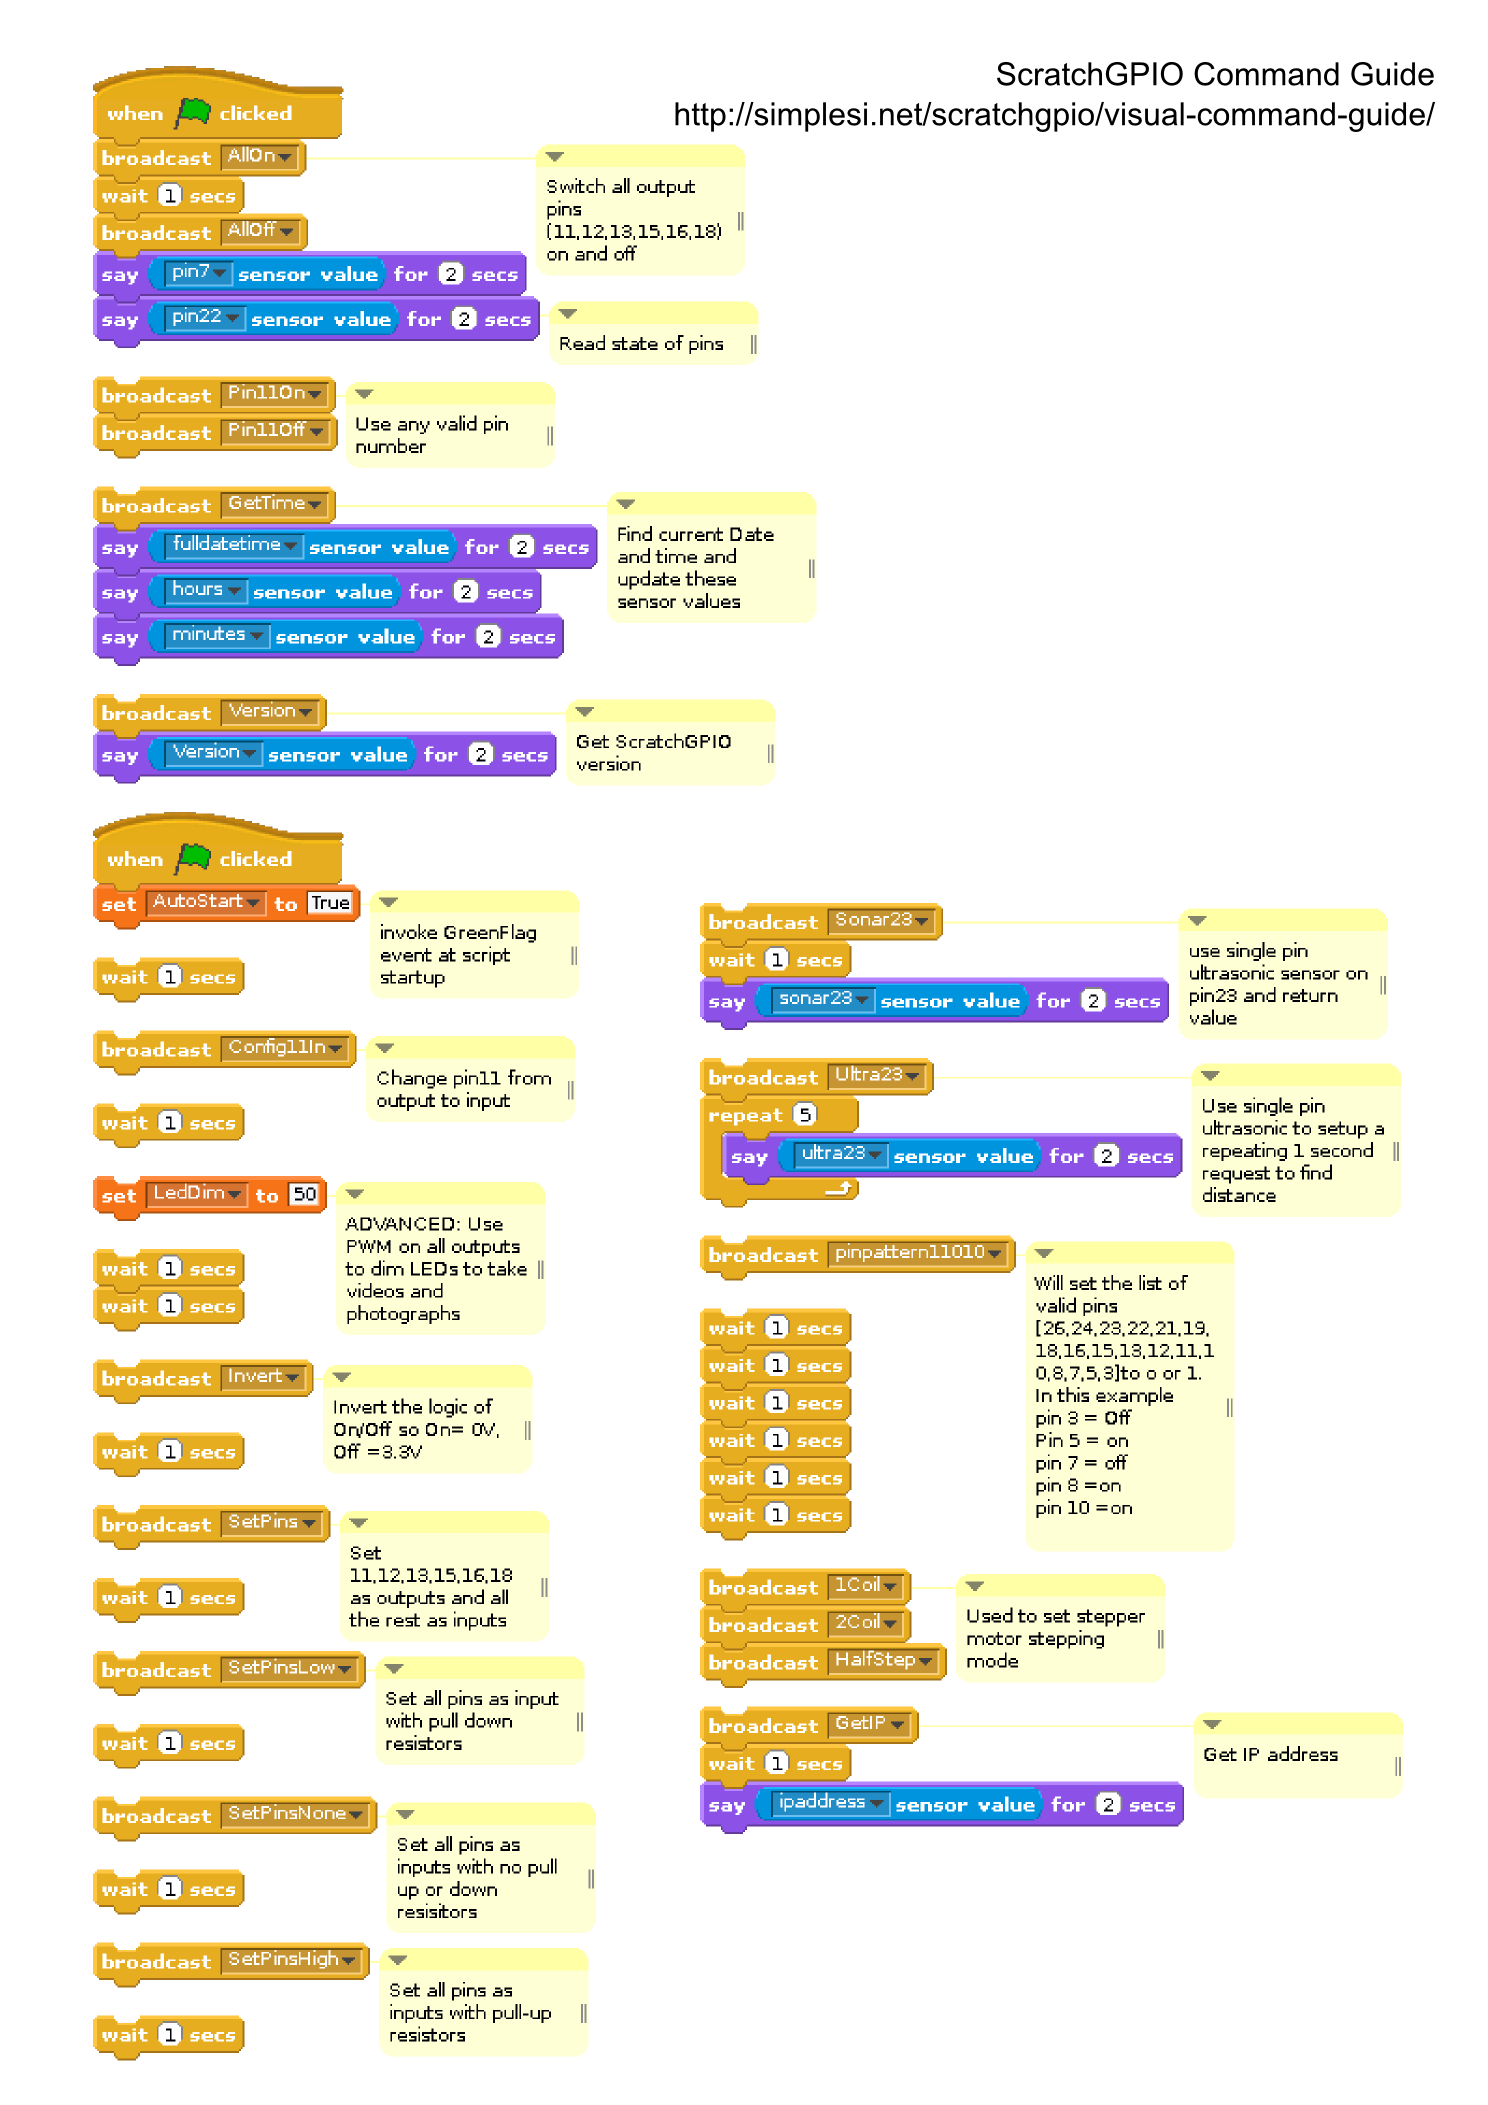 ScratchGPIO Command Guide
http://simplesi.net/scratchgpio/visual-command-guide/
when clicked
broadcast AllOn
wait 1 secs
broadcast AllOff
say pin7 sensor value for 2 secs
say pin22 sensor value for 2 secs
Switch all output
pins
(11,12,13,15,16,18)
on and off
Read state of pins
broadcast Pin11On
broadcast Pin11Off
Use any valid pin
number
broadcast GetTime
say fulldatetime sensor value for 2 secs
say hours sensor value for 2 secs
say minutes sensor value for 2 secs
Find current Date
and time and
update these
sensor values
broadcast Version
say Version sensor value for 2 secs
Get ScratchGPIO
version
when clicked
set AutoStart to True
invoke GreenFlag
event at script
startup
wait 1 secs
broadcast Config11In
Change pin11 from
output to input
wait 1 secs
set LedDim to 50
ADVANCED: Use
PWM on all outputs
to dim LEDs to take
videos and
photographs
wait 1 secs
wait 1 secs
broadcast Invert
Invert the logic of
On/Off so On= 0V,
Off =3.3V
wait 1 secs
broadcast SetPins
Set
11,12,13,15,16,18
as outputs and all
the rest as inputs
wait 1 secs
broadcast SetPinsLow
Set all pins as input
with pull down
resistors
wait 1 secs
broadcast SetPinsNone
Set all pins as
inputs with no pull
up or down
resisitors
wait 1 secs
broadcast SetPinsHigh
Set all pins as
inputs with pull-up
resistors
wait 1 secs
broadcast Sonar23
wait 1 secs
say sonar23 sensor value for 2 secs
use single pin
ultrasonic sensor on
pin23 and return
value
broadcast Ultra23
repeat 5
say ultra23 sensor value for 2 secs
Use single pin
ultrasonic to setup a
repeating 1 second
request to find
distance
broadcast pinpattern11010
Will set the list of
valid pins
[26,24,23,22,21,19,
18,16,15,13,12,11,1
0,8,7,5,3]to o or 1.
In this example
pin 3 = Off
Pin 5 = on
pin 7 = off
pin 8 =on
pin 10 =on
wait 1 secs
wait 1 secs
wait 1 secs
wait 1 secs
wait 1 secs
wait 1 secs
broadcast 1Coil
broadcast 2Coil
broadcast HalfStep
Used to set stepper
motor stepping
mode
broadcast GetIP
wait 1 secs
say ipaddress sensor value for 2 secs
Get IP address